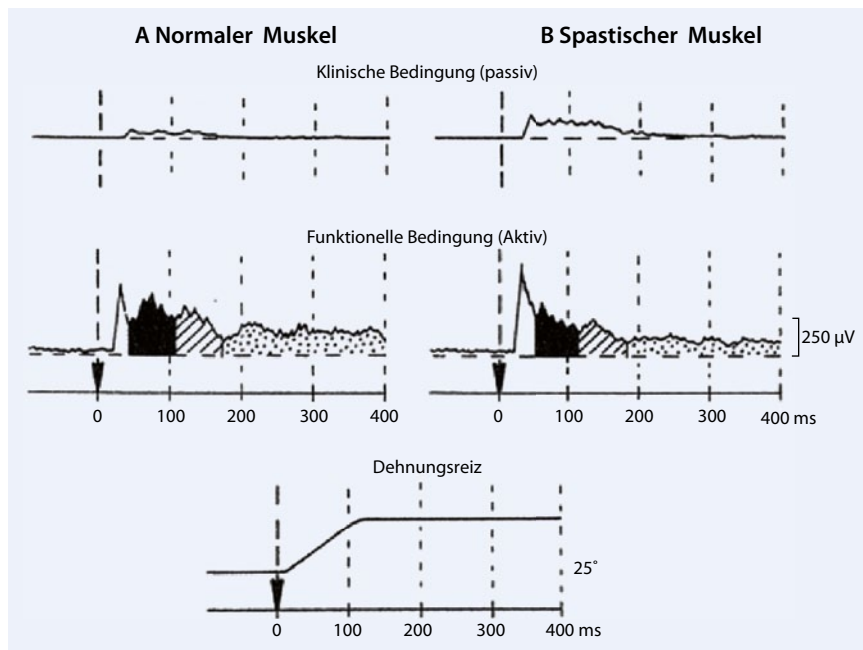 A Normaler Muskel
B Spastischer Muskel
Klinische Bedingung (passiv)
Funktionelle Bedingung (Aktiv)
250 µV
0 100 200 300 400
0 100 200 300 400 ms
Dehnungsreiz
25°
0 100 200 300 400 ms